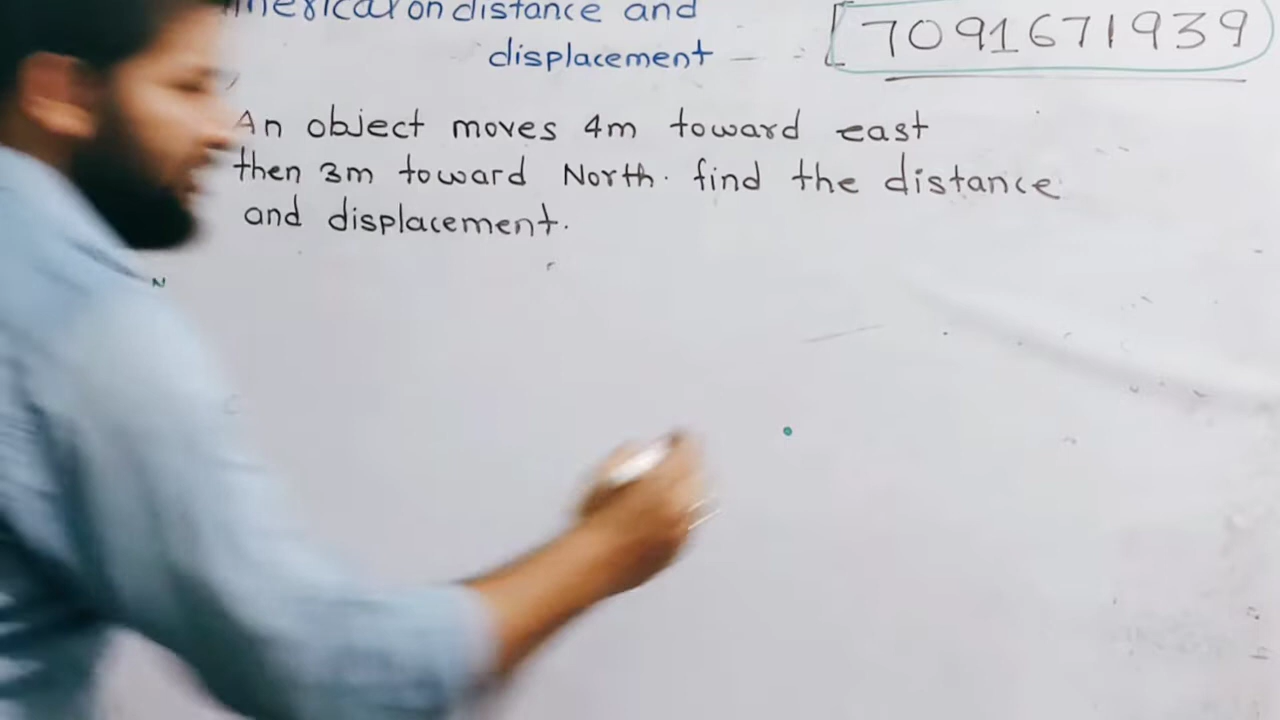 on distance and
displacement - :- [ 7091671939
An object moves 4m toward east
then 3m toward North. find the distance
and displacement.
N